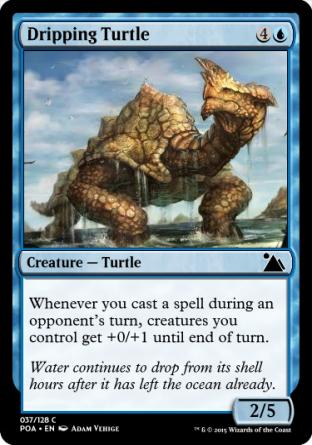 Dripping Turtle 4
Creature — Turtle
Whenever you cast a spell during an
opponent's turn, creatures you
control get +0/+1 until end of turn.
Water continues to drop from its shell
hours after it has left the ocean already.
2/5
037/128 C
POA • EN Adam Vehige
™ & © 2015 Wizards of the Coast